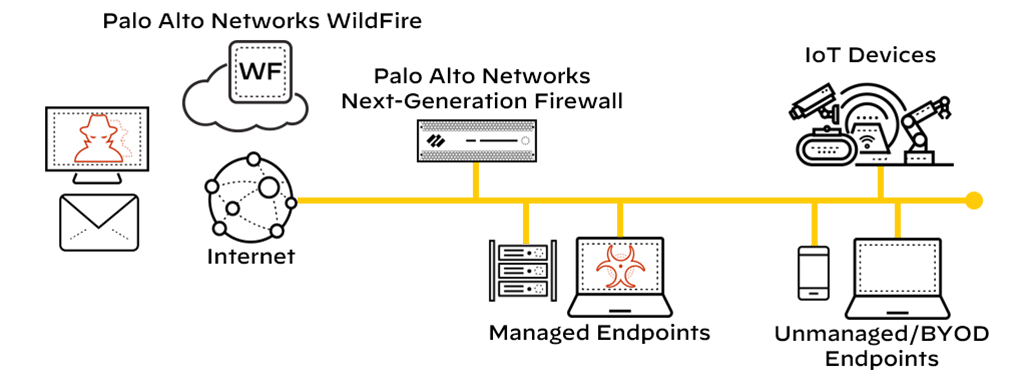 Palo Alto Networks WildFire
WF
Palo Alto Networks
Next-Generation Firewall
IoT Devices
Internet
Managed Endpoints
Unmanaged/BYOD
Endpoints